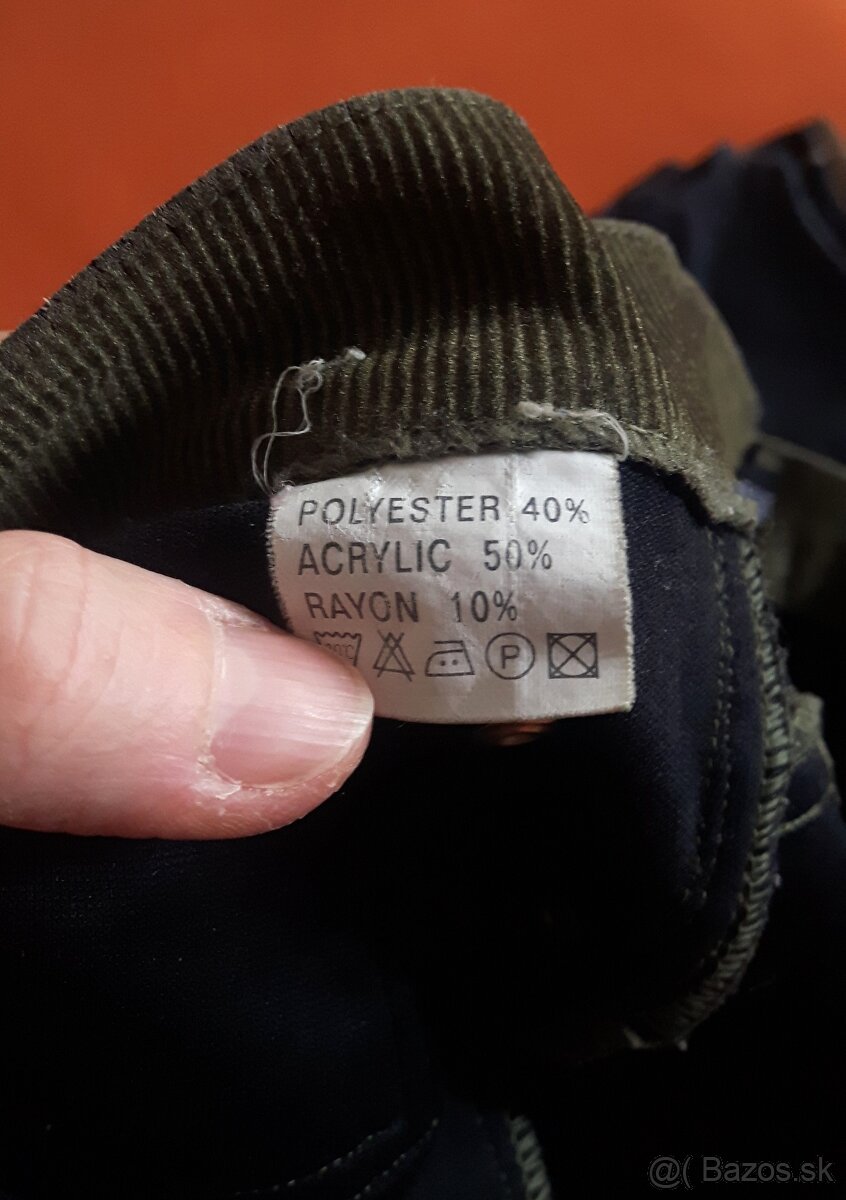 POLYESTER 40%
ACRYLIC 50%
RAYON 10%
P
@( Bazos.sk